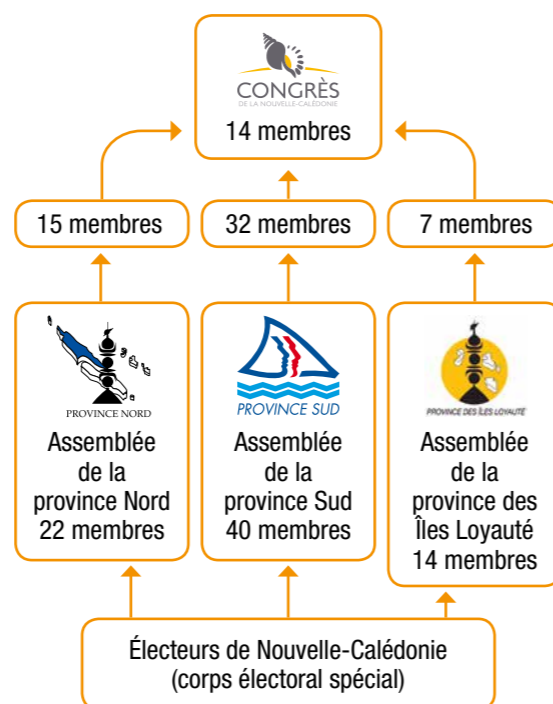 CONGRÈS
DE LA NOUVELLE-CALÉDONIE
14 membres
15 membres
32 membres
7 membres
PROVINCE NORD
Assemblée
de la
province Nord
22 membres
PROVINCE SUD
Assemblée
de la
province Sud
40 membres
PROVINCE DES ÎLES LOYAUTÉ
Assemblée
de la
province des
Îles Loyauté
14 membres
Électeurs de Nouvelle-Calédonie
(corps électoral spécial)